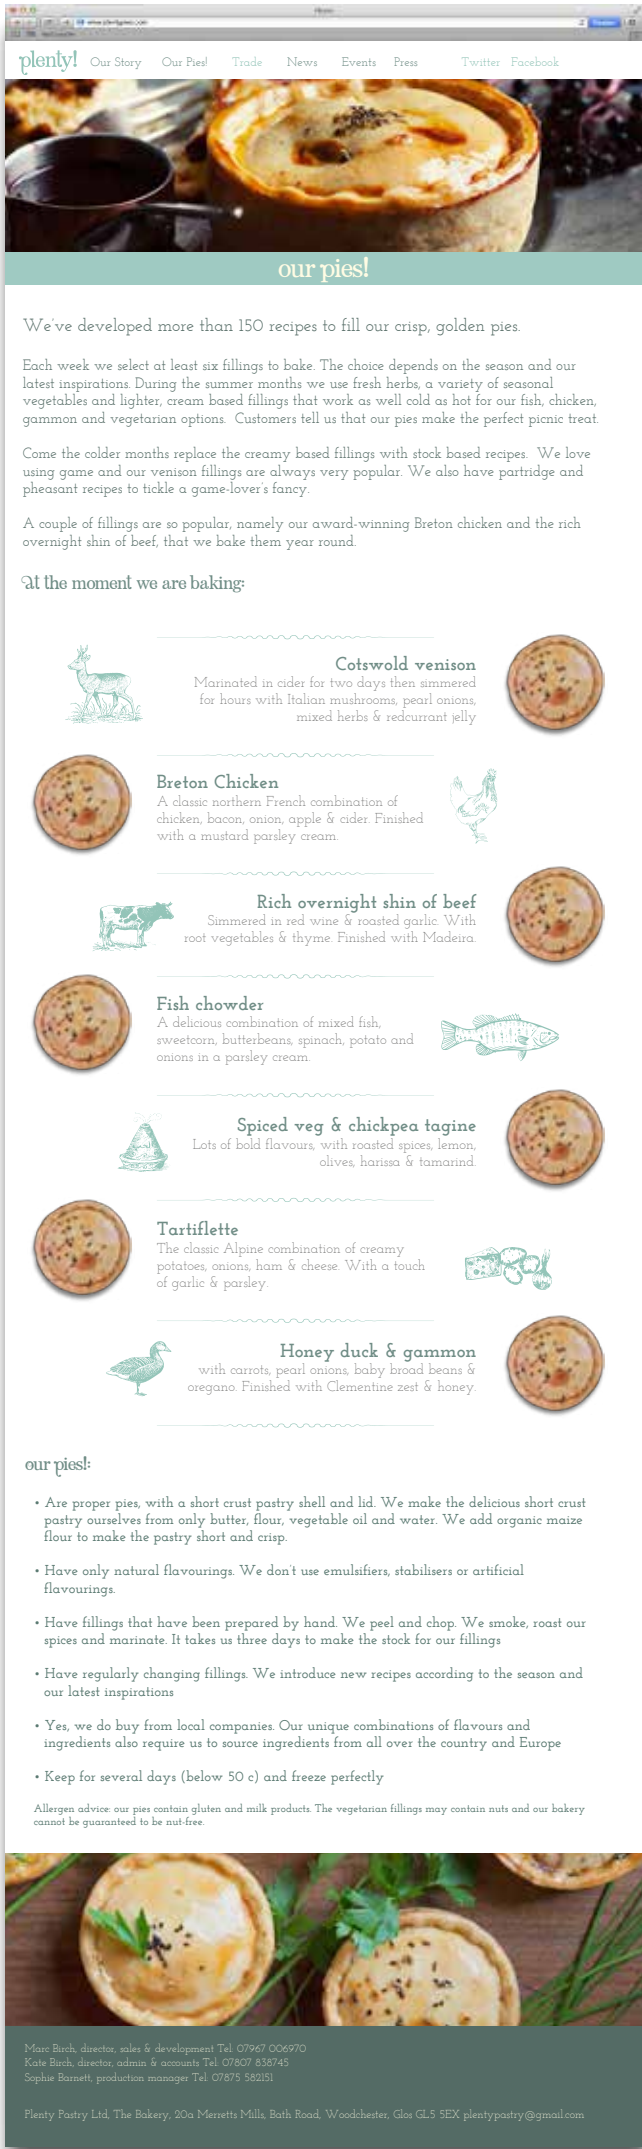 plenty! Our Story Our Pies! Trade News Events Press Twitter Facebook
our pies!
We've developed more than 150 recipes to fill our crisp, golden pies.
Each week we select at least six fillings to bake. The choice depends on the season and our
latest inspirations. During the summer months we use fresh herbs, a variety of seasonal
vegetables and lighter, cream based fillings that work as well cold as hot for our fish, chicken,
gammon and vegetarian options. Customers tell us that our pies make the perfect picnic treat.
Come the colder months replace the creamy based fillings with stock based recipes. We love
using game and our venison fillings are always very popular. We also have partridge and
pheasant recipes to tickle a game-lover's fancy.
A couple of fillings are so popular, namely our award-winning Breton chicken and the rich
overnight shin of beef, that we bake them year round.
At the moment we are baking:
Cotswold venison
Marinated in cider for two days then simmered
for hours with Italian mushrooms, pearl onions,
mixed herbs & redcurrant jelly
Breton Chicken
A classic northern French combination of
chicken, bacon, onion, apple & cider. Finished
with a mustard parsley cream.
Rich overnight shin of beef
Simmered in red wine & roasted garlic. With
root vegetables & thyme. Finished with Madeira.
Fish chowder
A delicious combination of mixed fish,
sweetcorn, butterbeans, spinach, potato and
onions in a parsley cream.
Spiced veg & chickpea tagine
Lots of bold flavours, with roasted spices, lemon,
olives, harissa & tamarind.
Tartiflette
The classic Alpine combination of creamy
potatoes, onions, ham & cheese. With a touch
of garlic & parsley.
Honey duck & gammon
with carrots, pearl onions, baby broad beans &
oregano. Finished with Clementine zest & honey.
our pies!:
• Are proper pies, with a short crust pastry shell and lid. We make the delicious short crust
pastry ourselves from only butter, flour, vegetable oil and water. We add organic maize
flour to make the pastry short and crisp.
• Have only natural flavourings. We don't use emulsifiers, stabilisers or artificial
flavourings.
• Have fillings that have been prepared by hand. We peel and chop. We smoke, roast our
spices and marinate. It takes us three days to make the stock for our fillings
• Have regularly changing fillings. We introduce new recipes according to the season and
our latest inspirations
• Yes, we do buy from local companies. Our unique combinations of flavours and
ingredients also require us to source ingredients from all over the country and Europe
• Keep for several days (below 50 c) and freeze perfectly
Allergen advice: our pies contain gluten and milk products. The vegetarian fillings may contain nuts and our bakery
cannot be guaranteed to be nut-free.
Marc Birch, director, sales & development Tel: 07967 006970
Kate Birch, director, admin & accounts Tel: 07807 838745
Sophie Barnett, production manager Tel: 07875 582151
Plenty Pastry Ltd, The Bakery, 20a Merretts Mills, Bath Road, Woodchester, Glos GL5 5EX plentypastry@gmail.com